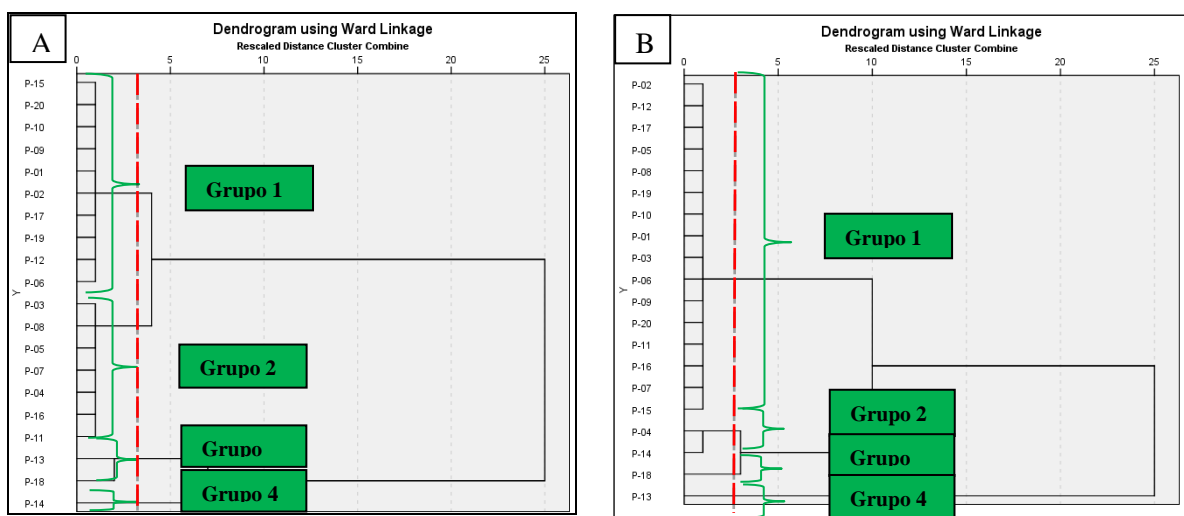 A
Dendrogram using Ward Linkage
Rescaled Distance Cluster Combine
0 5 10 15 20 25
P-15
P-20
P-10
P-09
P-01
P-02
P-17
P-19
P-12
P-06
P-03
P-08
P-05
P-07
P-04
P-16
P-11
P-13
P-18
P-14
Y
Grupo 1
Grupo 2
Grupo
Grupo 4
B
Dendrogram using Ward Linkage
Rescaled Distance Cluster Combine
0 5 10 15 20 25
P-02
P-12
P-17
P-05
P-08
P-19
P-10
P-01
P-03
P-06
P-09
P-20
P-11
P-16
P-07
P-15
P-04
P-14
P-18
P-13
Y
Grupo 1
Grupo 2
Grupo
Grupo 4